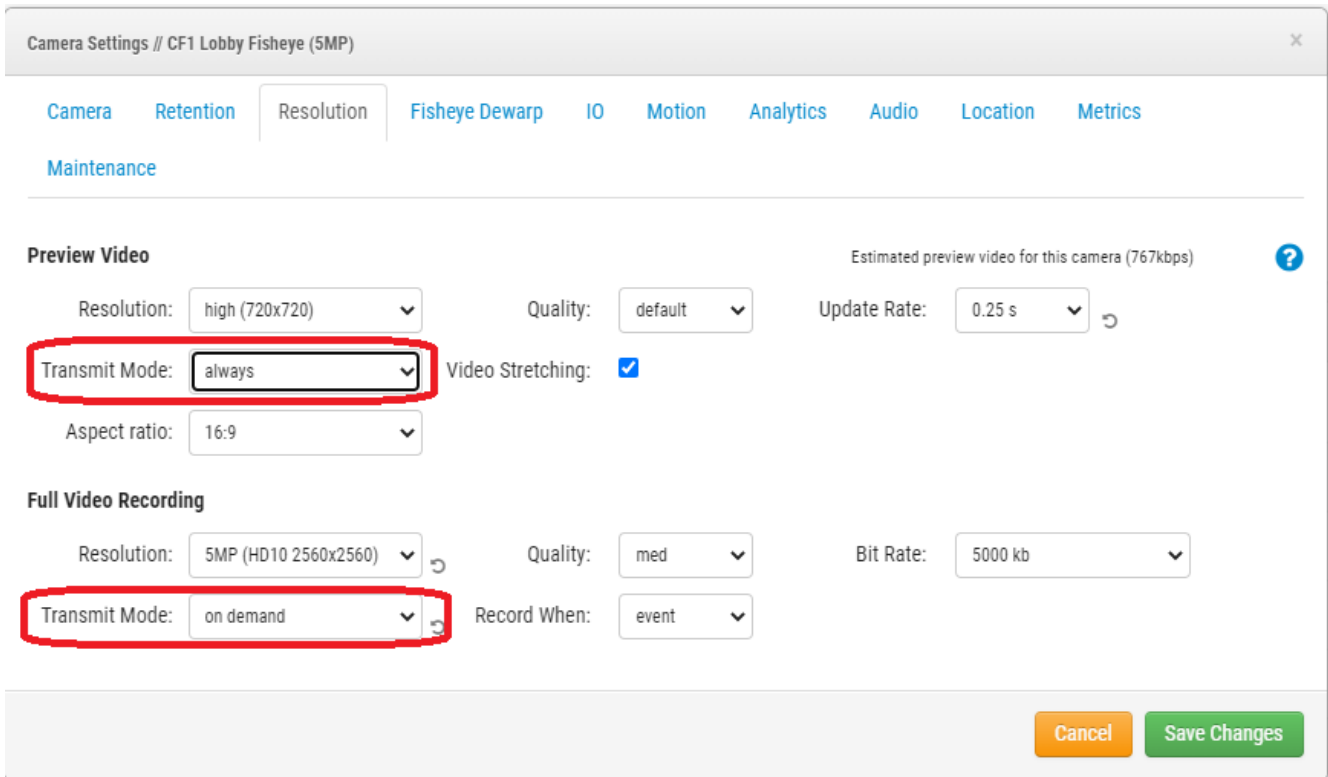 Camera Settings // CF1 Lobby Fisheye (5MP) ×
Camera Retention Resolution Fisheye Dewarp IO Motion Analytics Audio Location Metrics
Maintenance
Preview Video Estimated preview video for this camera (767kbps) ?
Resolution: high (720x720) Quality: default Update Rate: 0.25 s
Transmit Mode: always Video Stretching:
Aspect ratio: 16:9
Full Video Recording
Resolution: 5MP (HD10 2560x2560) Quality: med Bit Rate: 5000 kb
Transmit Mode: on demand Record When: event
Cancel Save Changes